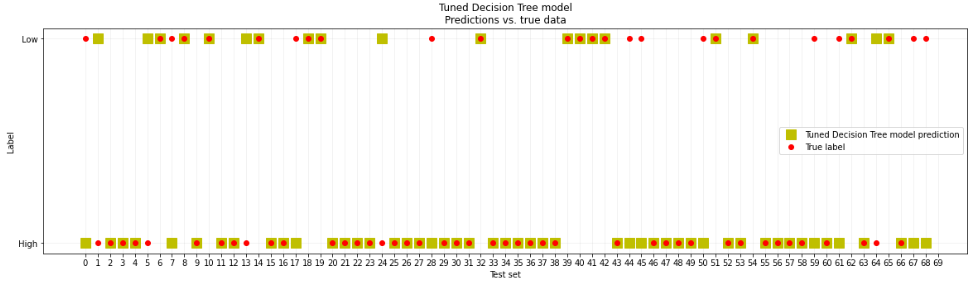 Tuned Decision Tree model
Predictions vs. true data
Low
Label
Tuned Decision Tree model prediction
True label
High
0 1 2 3 4 5 6 7 8 9 10 11 12 13 14 15 16 17 18 19 20 21 22 23 24 25 26 27 28 29 30 31 32 33 34 35 36 37 38 39 40 41 42 43 44 45 46 47 48 49 50 51 52 53 54 55 56 57 58 59 60 61 62 63 64 65 66 67 68 69
Test set